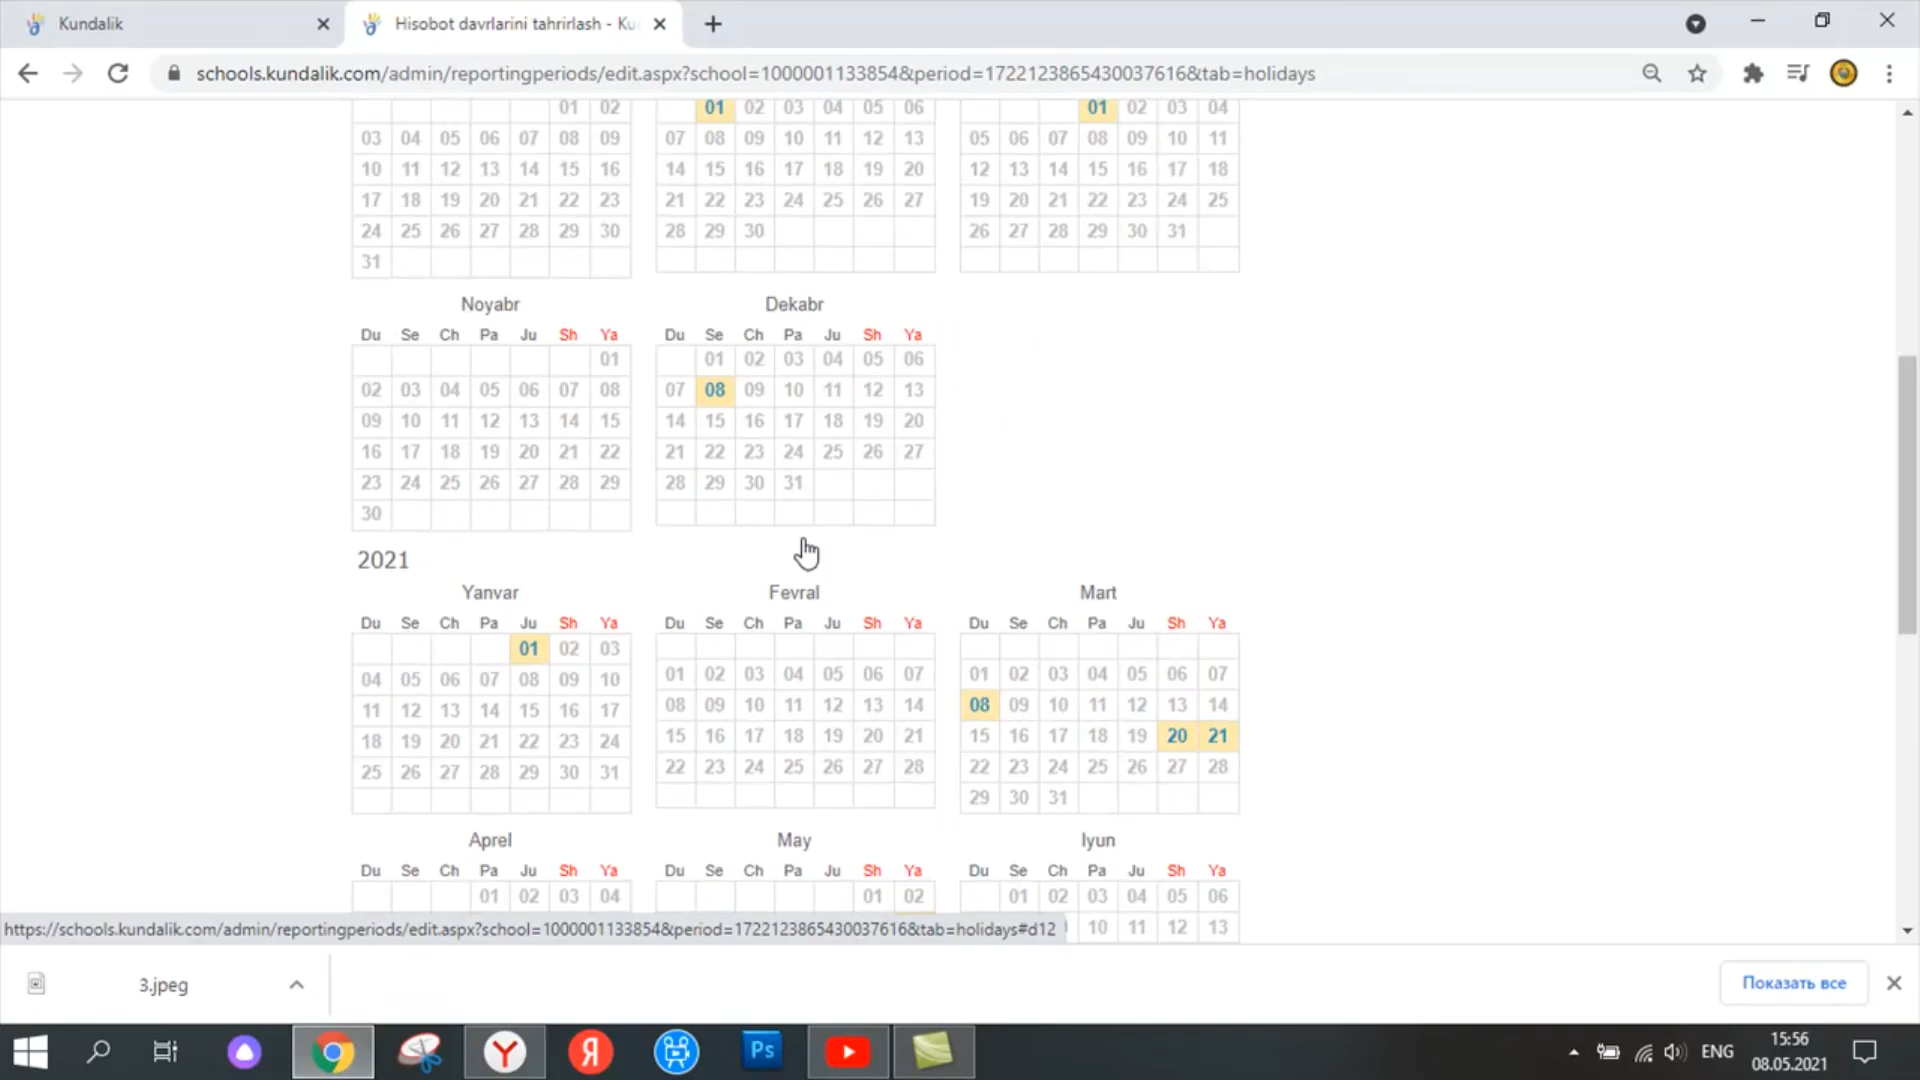 Kundalik
Hisobot davrlarini tahrirlash - Ku
schools.kundalik.com/admin/reportingperiods/edit.aspx?school=1000001133854&period=1722123865430037616&tab=holidays
01 02 01 02 03 04 05 06 01 02 03 04
03 04 05 06 07 08 09 07 08 09 10 11 12 13 05 06 07 08 09 10 11
10 11 12 13 14 15 16 14 15 16 17 18 19 20 12 13 14 15 16 17 18
17 18 19 20 21 22 23 21 22 23 24 25 26 27 19 20 21 22 23 24 25
24 25 26 27 28 29 30 28 29 30 26 27 28 29 30 31
31
Noyabr Dekabr
Du Se Ch Pa Ju Sh Ya Du Se Ch Pa Ju Sh Ya
01 01 02 03 04 05 06
02 03 04 05 06 07 08 07 08 09 10 11 12 13
09 10 11 12 13 14 15 14 15 16 17 18 19 20
16 17 18 19 20 21 22 21 22 23 24 25 26 27
23 24 25 26 27 28 29 28 29 30 31
30
2021
Yanvar Fevral Mart
Du Se Ch Pa Ju Sh Ya Du Se Ch Pa Ju Sh Ya Du Se Ch Pa Ju Sh Ya
01 02 03
04 05 06 07 08 09 10 01 02 03 04 05 06 07 01 02 03 04 05 06 07
11 12 13 14 15 16 17 08 09 10 11 12 13 14 08 09 10 11 12 13 14
18 19 20 21 22 23 24 15 16 17 18 19 20 21 15 16 17 18 19 20 21
25 26 27 28 29 30 31 22 23 24 25 26 27 28 22 23 24 25 26 27 28
29 30 31
Aprel May Iyun
Du Se Ch Pa Ju Sh Ya Du Se Ch Pa Ju Sh Ya Du Se Ch Pa Ju Sh Ya
01 02 03 04 01 02 01 02 03 04 05 06
https://schools.kundalik.com/admin/reportingperiods/edit.aspx?school=1000001133854&period=1722123865430037616&tab=holidays#d12 10 11 12 13
3.jpeg
Показать все
Ps
ENG
15:56
08.05.2021